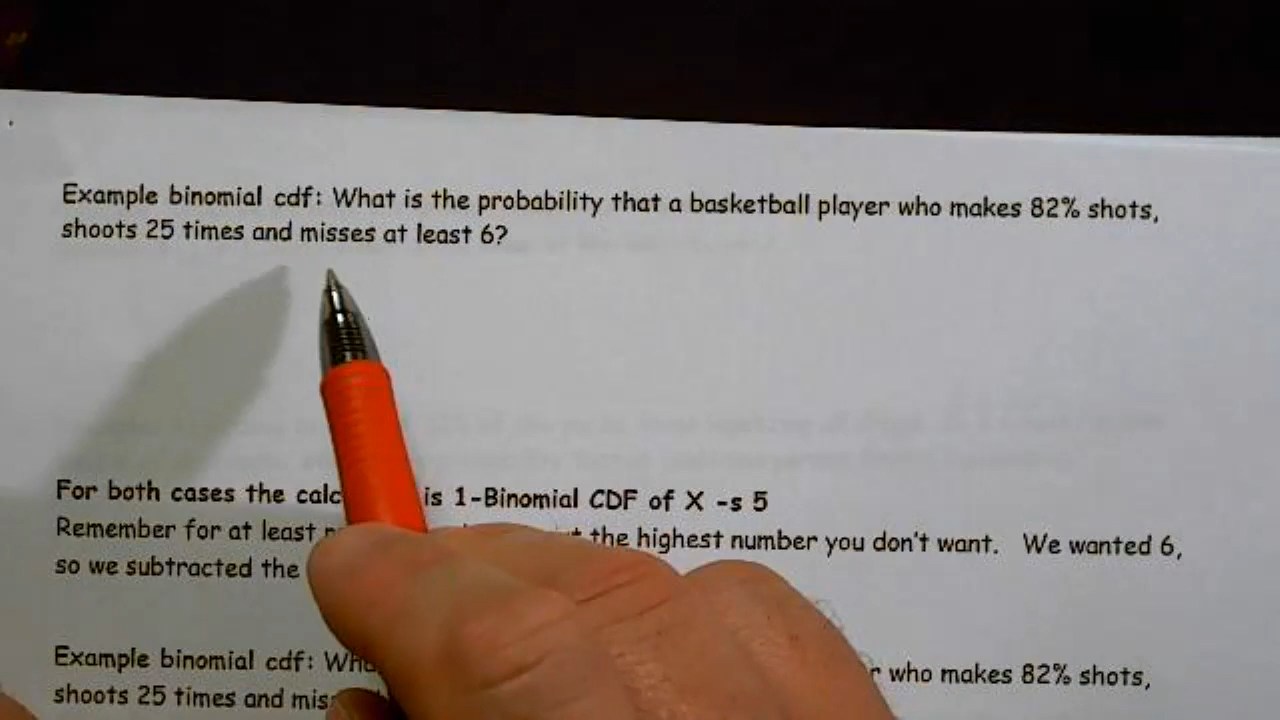 Example binomial cdf: What is the probability that a basketball player who makes 82% shots,
shoots 25 times and misses at least 6?
For both cases the calc is 1-Binomial CDF of X -s 5
Remember for at least the highest number you don't want. We wanted 6,
so we subtracted the
Example binomial cdf: who makes 82% shots,
shoots 25 times and